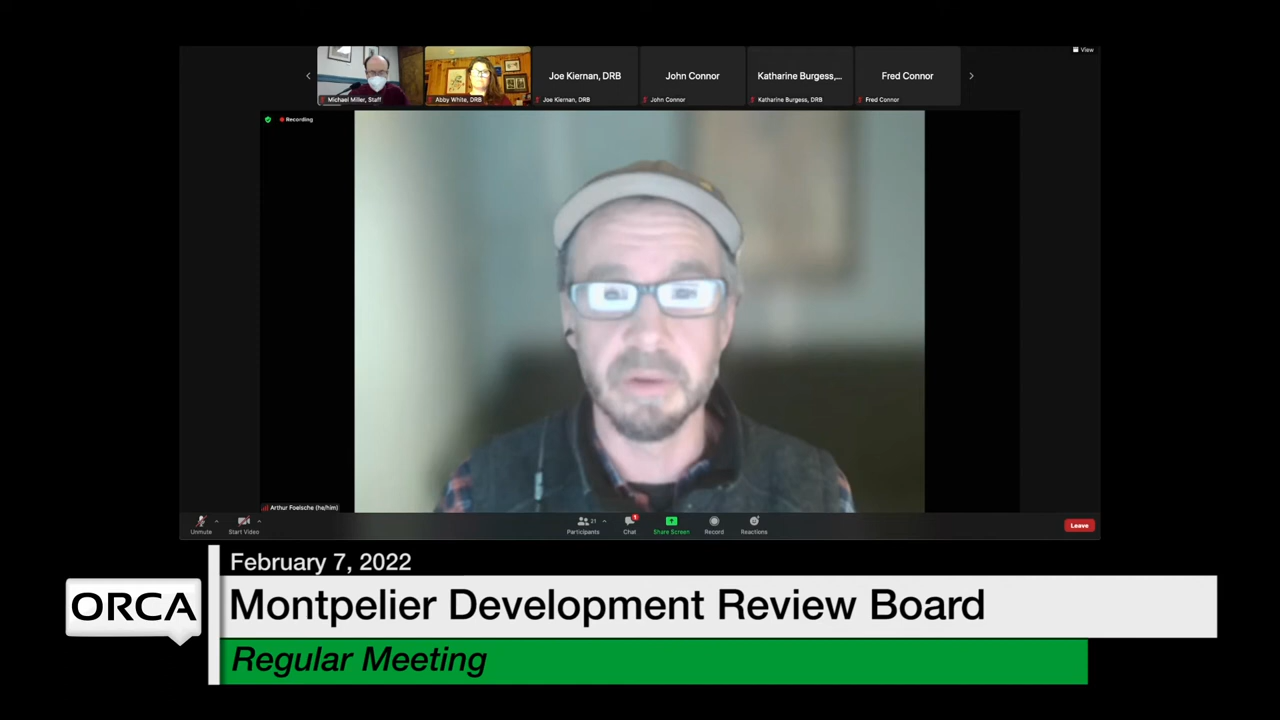 View
Joe Kiernan, DRB
John Connor
Katharine Burgess,...
Fred Connor
Michael Miller, Staff
Abby White, DRB
Joe Kiernan, DRB
John Connor
Katharine Burgess, DRB
Fred Connor
Recording
Arthur Foelsche (he/him)
Unmute
Start Video
21
Participants
1
Chat
Share Screen
Record
Reactions
Leave
February 7, 2022
ORCA
Montpelier Development Review Board
Regular Meeting